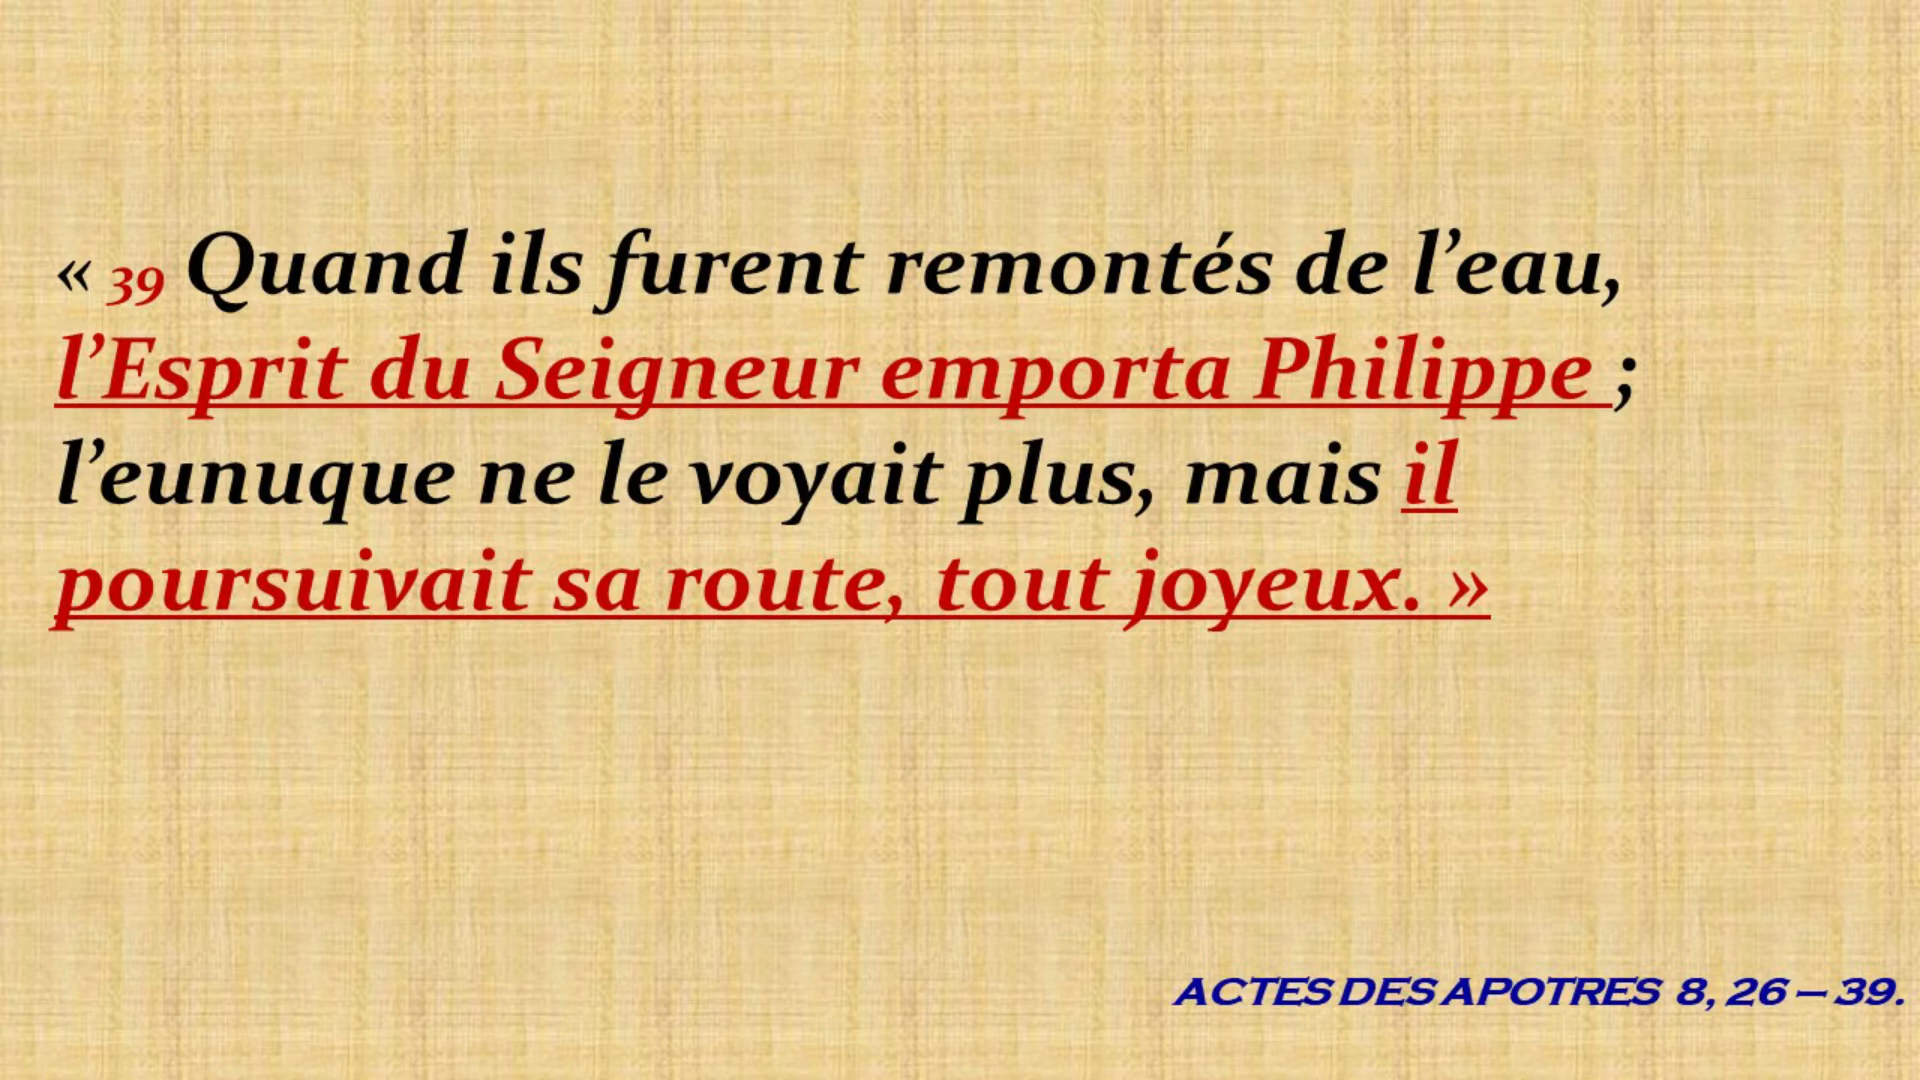 « 39 Quand ils furent remontés de l’eau,
l’Esprit du Seigneur emporta Philippe ;
l’eunuque ne le voyait plus, mais il
poursuivait sa route, tout joyeux. »
ACTES DES APOTRES 8, 26 – 39.